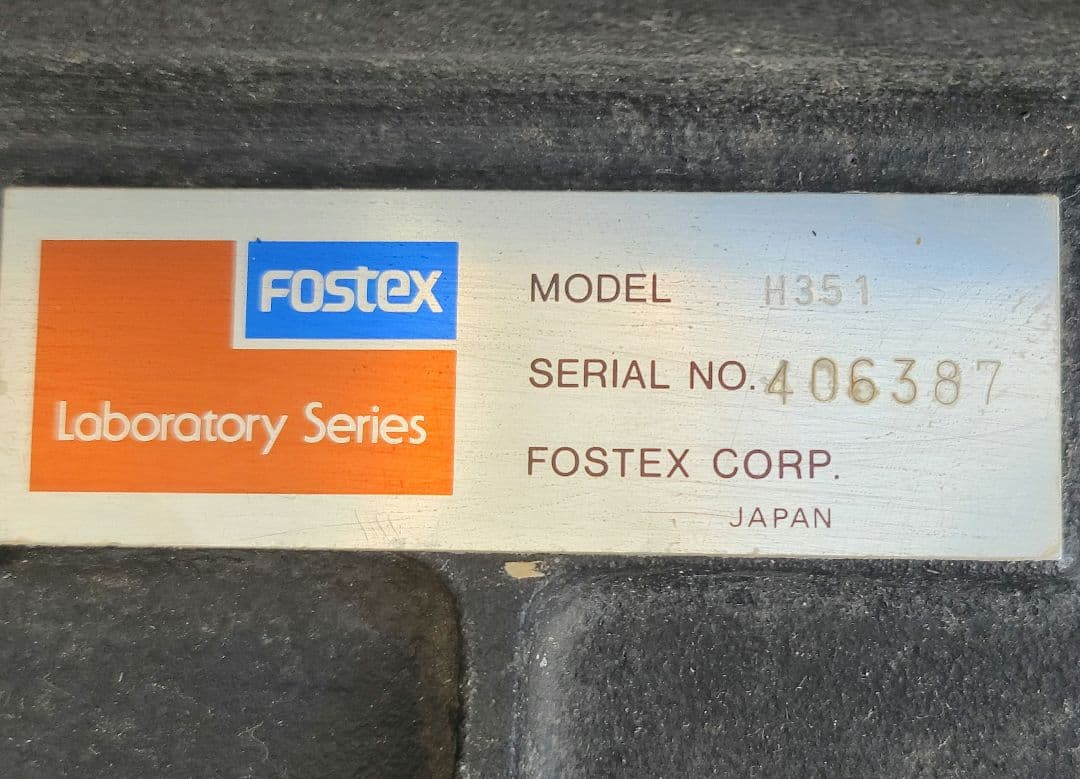 FOSTEX
Laboratory Series
MODEL H351
SERIAL NO. 406387
FOSTEX CORP.
JAPAN